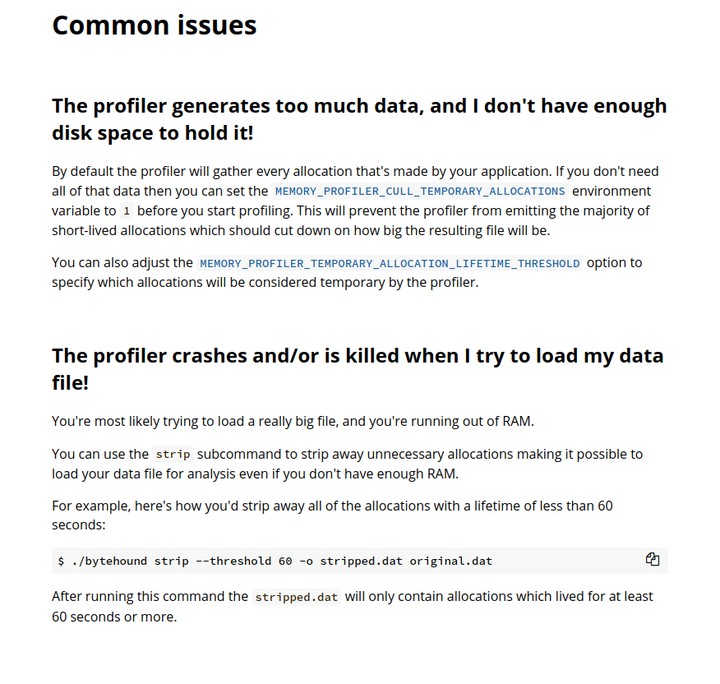 Common issues
The profiler generates too much data, and I don't have enough
disk space to hold it!
By default the profiler will gather every allocation that's made by your application. If you don't need
all of that data then you can set the MEMORY_PROFILER_CULL_TEMPORARY_ALLOCATIONS environment
variable to 1 before you start profiling. This will prevent the profiler from emitting the majority of
short-lived allocations which should cut down on how big the resulting file will be.
You can also adjust the MEMORY_PROFILER_TEMPORARY_ALLOCATION_LIFETIME_THRESHOLD option to
specify which allocations will be considered temporary by the profiler.
The profiler crashes and/or is killed when I try to load my data
file!
You're most likely trying to load a really big file, and you're running out of RAM.
You can use the strip subcommand to strip away unnecessary allocations making it possible to
load your data file for analysis even if you don't have enough RAM.
For example, here's how you'd strip away all of the allocations with a lifetime of less than 60
seconds:
$ ./bytehound strip --threshold 60 -o stripped.dat original.dat
After running this command the stripped.dat will only contain allocations which lived for at least
60 seconds or more.